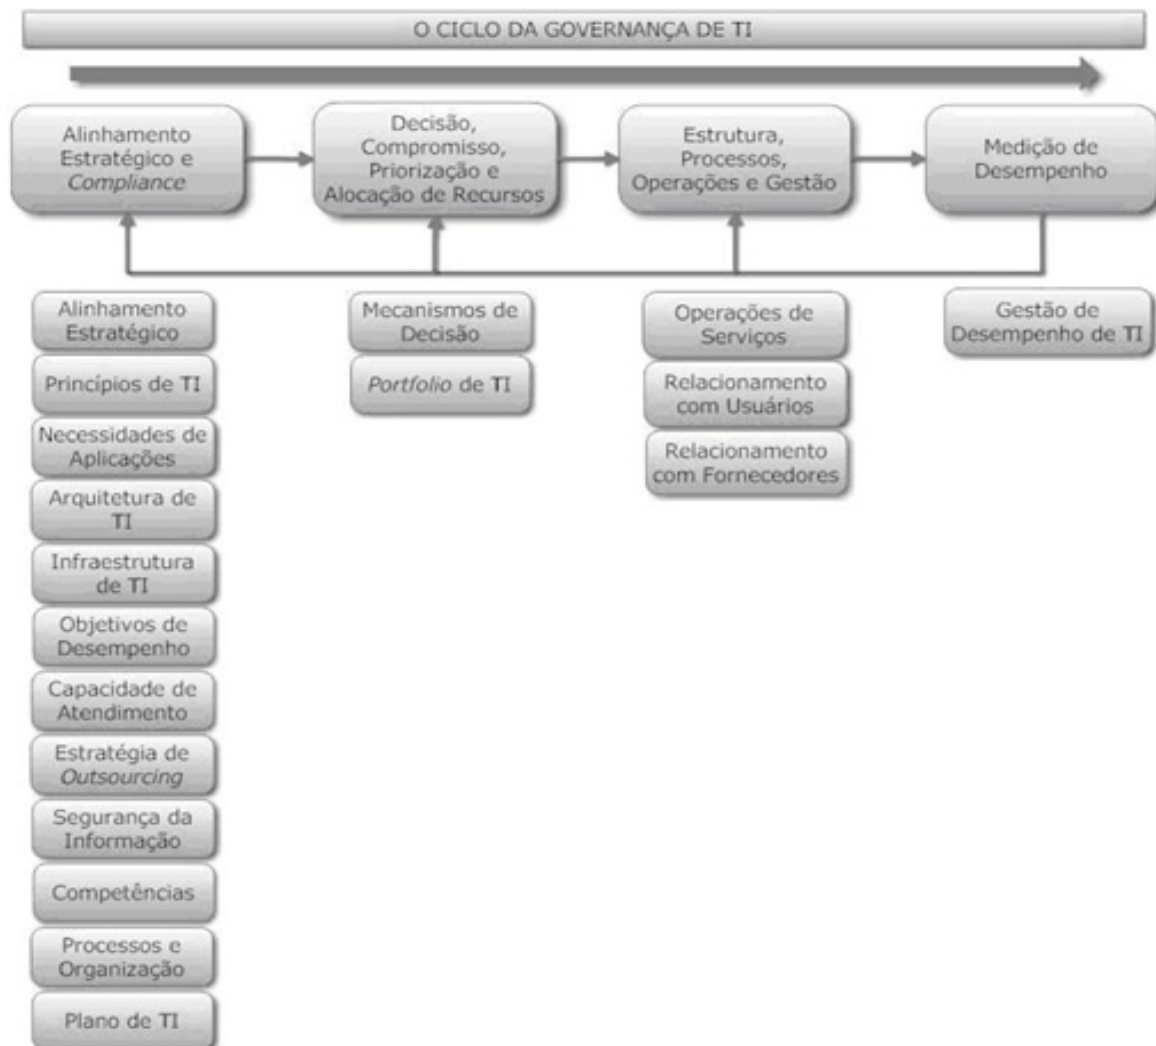 O CICLO DA GOVERNANÇA DE TI
Alinhamento
Estratégico e
Compliance
Decisão,
Compromisso,
Priorização e
Alocação de Recursos
Estrutura,
Processos,
Operações e Gestão
Medição de
Desempenho
Alinhamento
Estratégico
Princípios de TI
Necessidades de
Aplicações
Arquitetura de
TI
Infraestrutura
de TI
Objetivos de
Desempenho
Capacidade de
Atendimento
Estratégia de
Outsourcing
Segurança da
Informação
Competências
Processos e
Organização
Plano de TI
Mecanismos de
Decisão
Portfolio de TI
Operações de
Serviços
Relacionamento
com Usuários
Relacionamento
com Fornecedores
Gestão de
Desempenho de TI